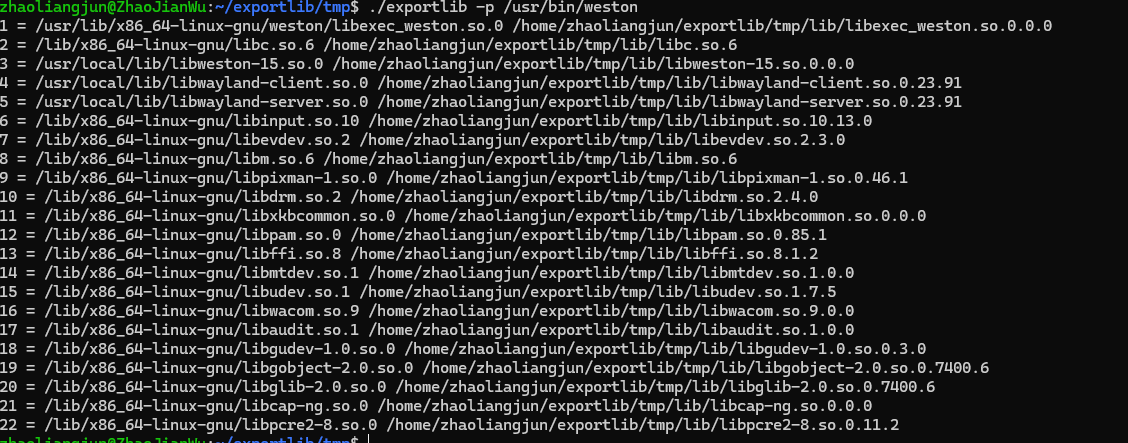 zhaoliangjun@ZhaoJianWu:~/exportlib/tmp$ ./exportlib -p /usr/bin/weston
1 = /usr/lib/x86_64-linux-gnu/weston/libexec_weston.so.0 /home/zhaoliangjun/exportlib/tmp/lib/libexec_weston.so.0.0.0
2 = /lib/x86_64-linux-gnu/libc.so.6 /home/zhaoliangjun/exportlib/tmp/lib/libc.so.6
3 = /usr/local/lib/libweston-15.so.0 /home/zhaoliangjun/exportlib/tmp/lib/libweston-15.so.0.0.0
4 = /usr/local/lib/libwayland-client.so.0 /home/zhaoliangjun/exportlib/tmp/lib/libwayland-client.so.0.23.91
5 = /usr/local/lib/libwayland-server.so.0 /home/zhaoliangjun/exportlib/tmp/lib/libwayland-server.so.0.23.91
6 = /lib/x86_64-linux-gnu/libinput.so.10 /home/zhaoliangjun/exportlib/tmp/lib/libinput.so.10.13.0
7 = /lib/x86_64-linux-gnu/libevdev.so.2 /home/zhaoliangjun/exportlib/tmp/lib/libevdev.so.2.3.0
8 = /lib/x86_64-linux-gnu/libm.so.6 /home/zhaoliangjun/exportlib/tmp/lib/libm.so.6
9 = /lib/x86_64-linux-gnu/libpixman-1.so.0 /home/zhaoliangjun/exportlib/tmp/lib/libpixman-1.so.0.46.1
10 = /lib/x86_64-linux-gnu/libdrm.so.2 /home/zhaoliangjun/exportlib/tmp/lib/libdrm.so.2.4.0
11 = /lib/x86_64-linux-gnu/libxkbcommon.so.0 /home/zhaoliangjun/exportlib/tmp/lib/libxkbcommon.so.0.0.0
12 = /lib/x86_64-linux-gnu/libpam.so.0 /home/zhaoliangjun/exportlib/tmp/lib/libpam.so.0.85.1
13 = /lib/x86_64-linux-gnu/libffi.so.8 /home/zhaoliangjun/exportlib/tmp/lib/libffi.so.8.1.2
14 = /lib/x86_64-linux-gnu/libmtdev.so.1 /home/zhaoliangjun/exportlib/tmp/lib/libmtdev.so.1.0.0
15 = /lib/x86_64-linux-gnu/libudev.so.1 /home/zhaoliangjun/exportlib/tmp/lib/libudev.so.1.7.5
16 = /lib/x86_64-linux-gnu/libwacom.so.9 /home/zhaoliangjun/exportlib/tmp/lib/libwacom.so.9.0.0
17 = /lib/x86_64-linux-gnu/libaudit.so.1 /home/zhaoliangjun/exportlib/tmp/lib/libaudit.so.1.0.0
18 = /lib/x86_64-linux-gnu/libgudev-1.0.so.0 /home/zhaoliangjun/exportlib/tmp/lib/libgudev-1.0.so.0.3.0
19 = /lib/x86_64-linux-gnu/libgobject-2.0.so.0 /home/zhaoliangjun/exportlib/tmp/lib/libgobject-2.0.so.0.7400.6
20 = /lib/x86_64-linux-gnu/libglib-2.0.so.0 /home/zhaoliangjun/exportlib/tmp/lib/libglib-2.0.so.0.7400.6
21 = /lib/x86_64-linux-gnu/libcap-ng.so.0 /home/zhaoliangjun/exportlib/tmp/lib/libcap-ng.so.0.0.0
22 = /lib/x86_64-linux-gnu/libpcre2-8.so.0 /home/zhaoliangjun/exportlib/tmp/lib/libpcre2-8.so.0.11.2
zhaoliangjun@ZhaoJianWu:~/exportlib/tmp$